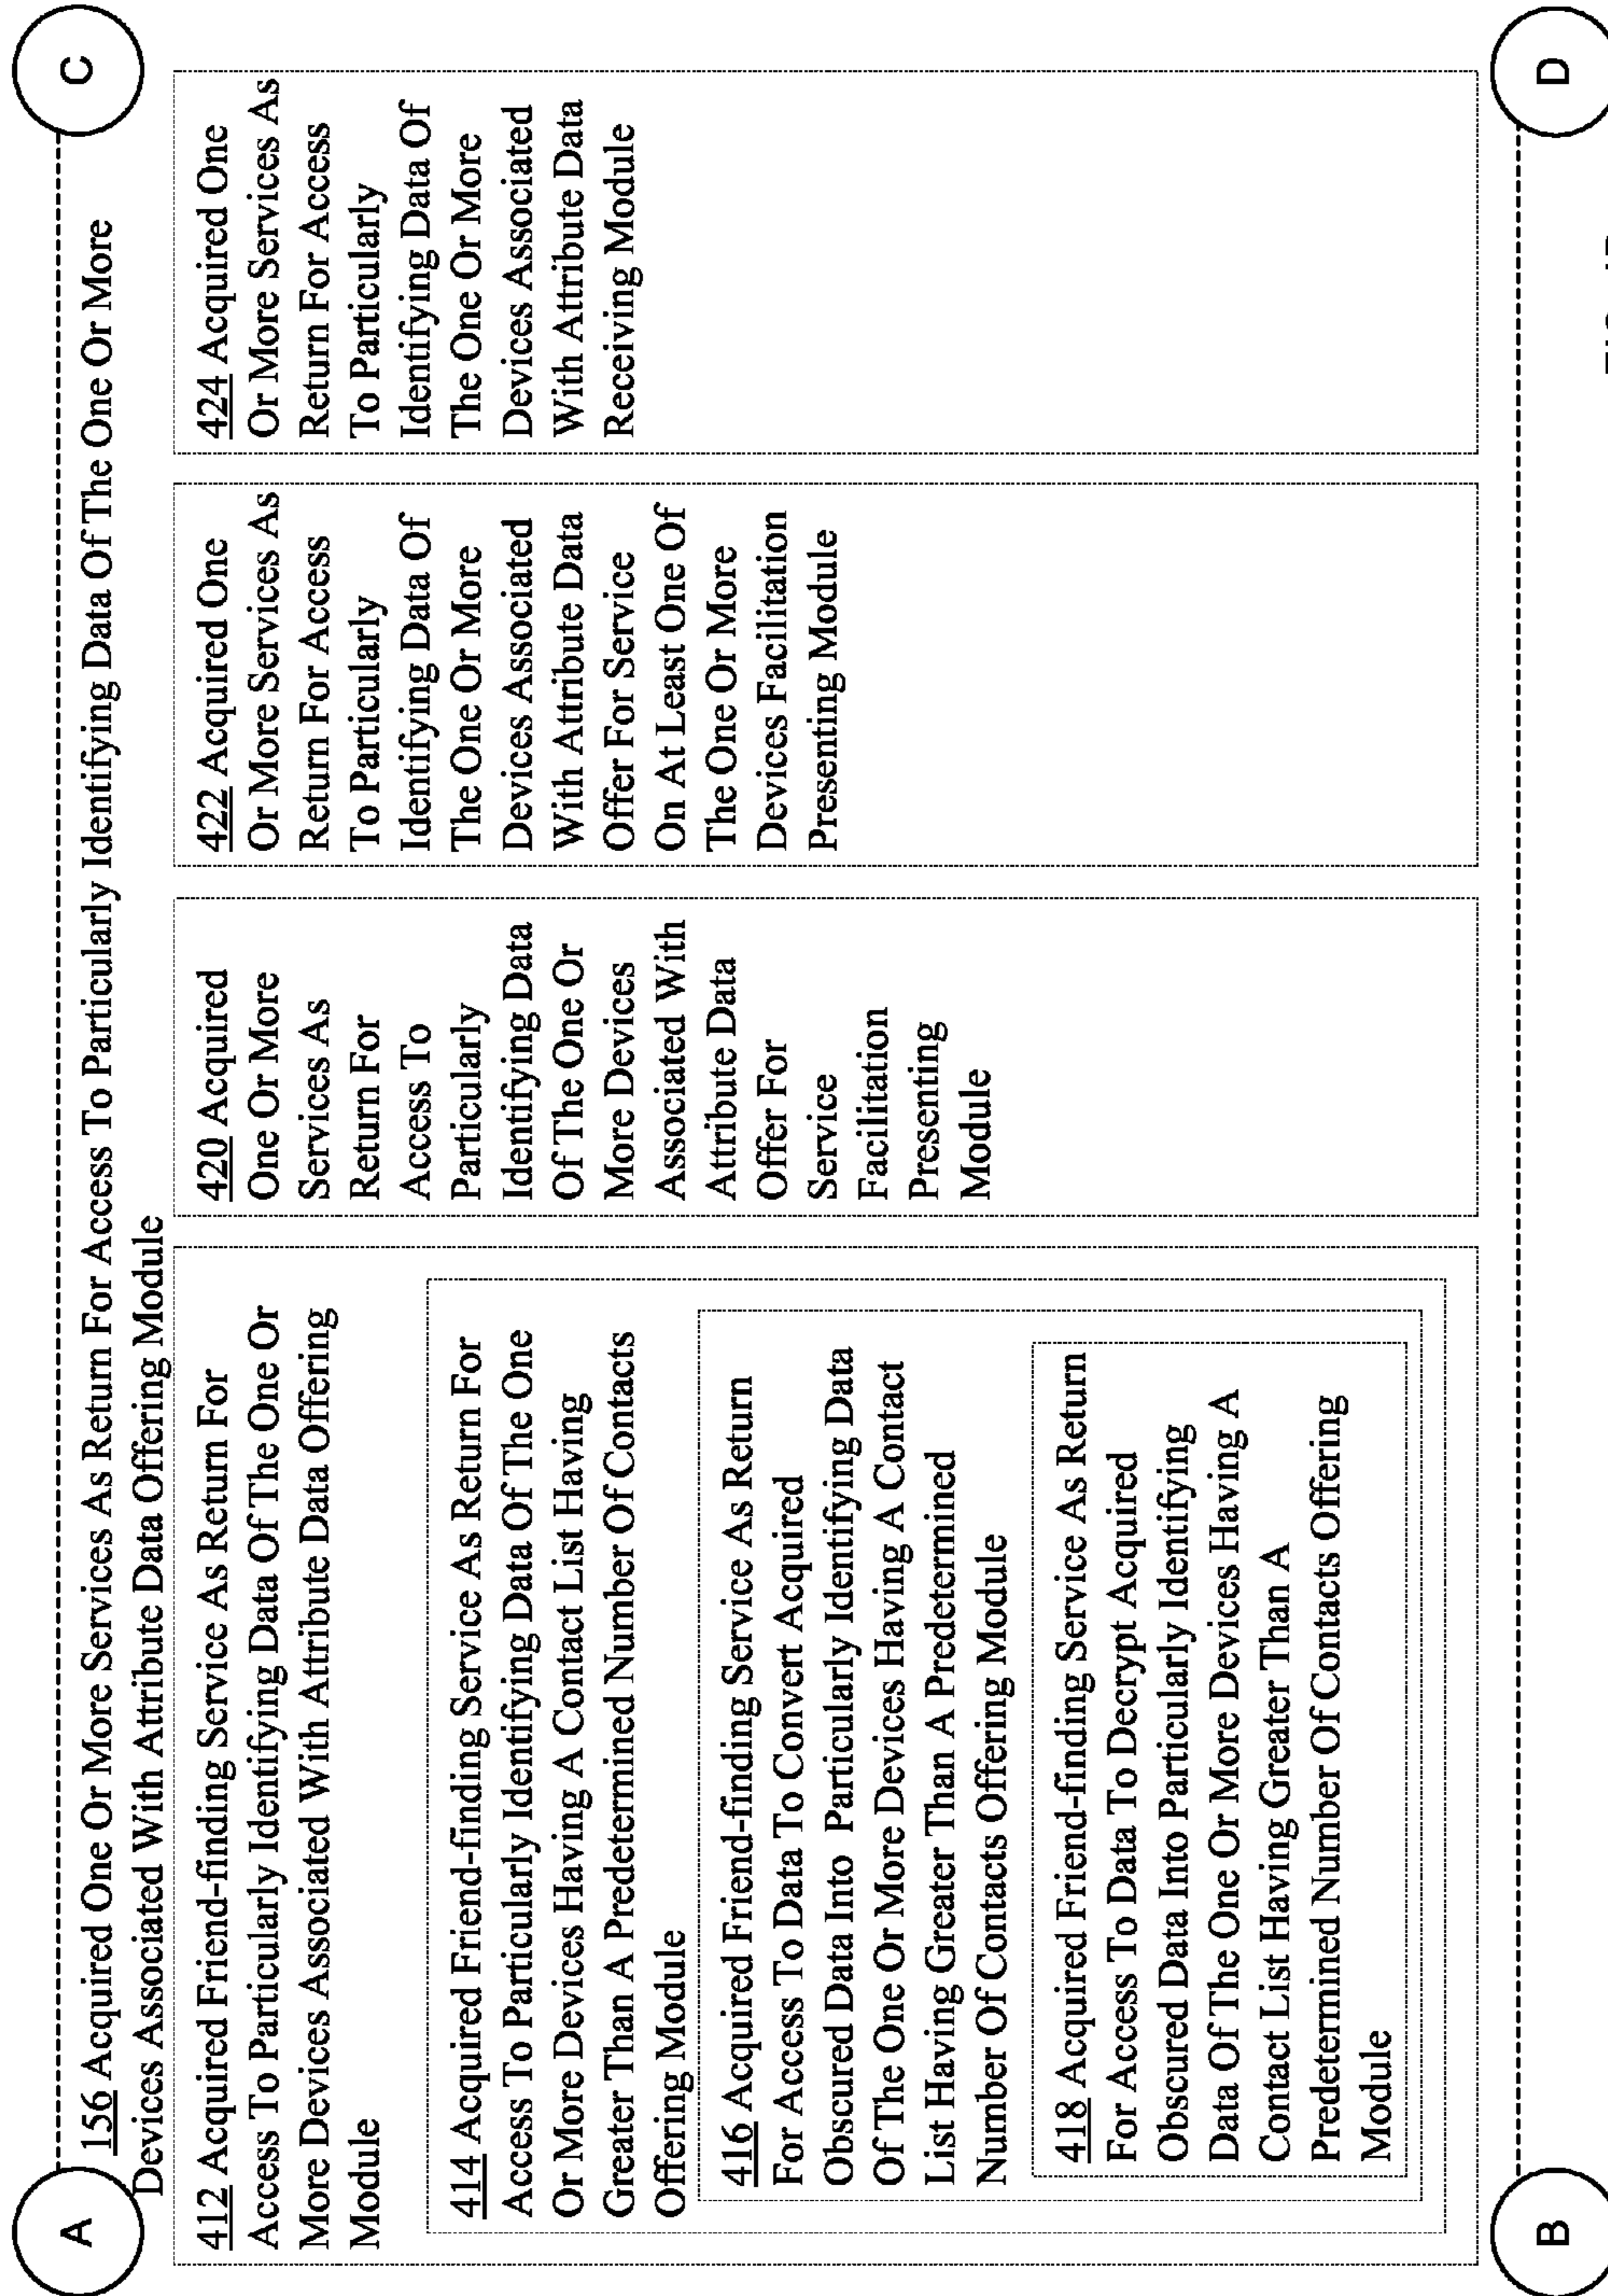 A
C
156 Acquired One Or More Services As Return For Access To Particularly Identifying Data Of The One Or More
Devices Associated With Attribute Data Offering Module
412 Acquired Friend-finding Service As Return For
Access To Particularly Identifying Data Of The One Or
More Devices Associated With Attribute Data Offering
Module
414 Acquired Friend-finding Service As Return For
Access To Particularly Identifying Data Of The One
Or More Devices Having A Contact List Having
Greater Than A Predetermined Number Of Contacts
Offering Module
416 Acquired Friend-finding Service As Return
For Access To Data To Convert Acquired
Obscured Data Into Particularly Identifying Data
Of The One Or More Devices Having A Contact
List Having Greater Than A Predetermined
Number Of Contacts Offering Module
418 Acquired Friend-finding Service As Return
For Access To Data To Decrypt Acquired
Obscured Data Into Particularly Identifying
Data Of The One Or More Devices Having A
Contact List Having Greater Than A
Predetermined Number Of Contacts Offering
Module
420 Acquired
One Or More
Services As
Return For
Access To
Particularly
Identifying Data
Of The One Or
More Devices
Associated With
Attribute Data
Offer For
Service
Facilitation
Presenting
Module
422 Acquired One
Or More Services As
Return For Access
To Particularly
Identifying Data Of
The One Or More
Devices Associated
With Attribute Data
Offer For Service
On At Least One Of
The One Or More
Devices Facilitation
Presenting Module
424 Acquired One
Or More Services As
Return For Access
To Particularly
Identifying Data Of
The One Or More
Devices Associated
With Attribute Data
Receiving Module
B
D